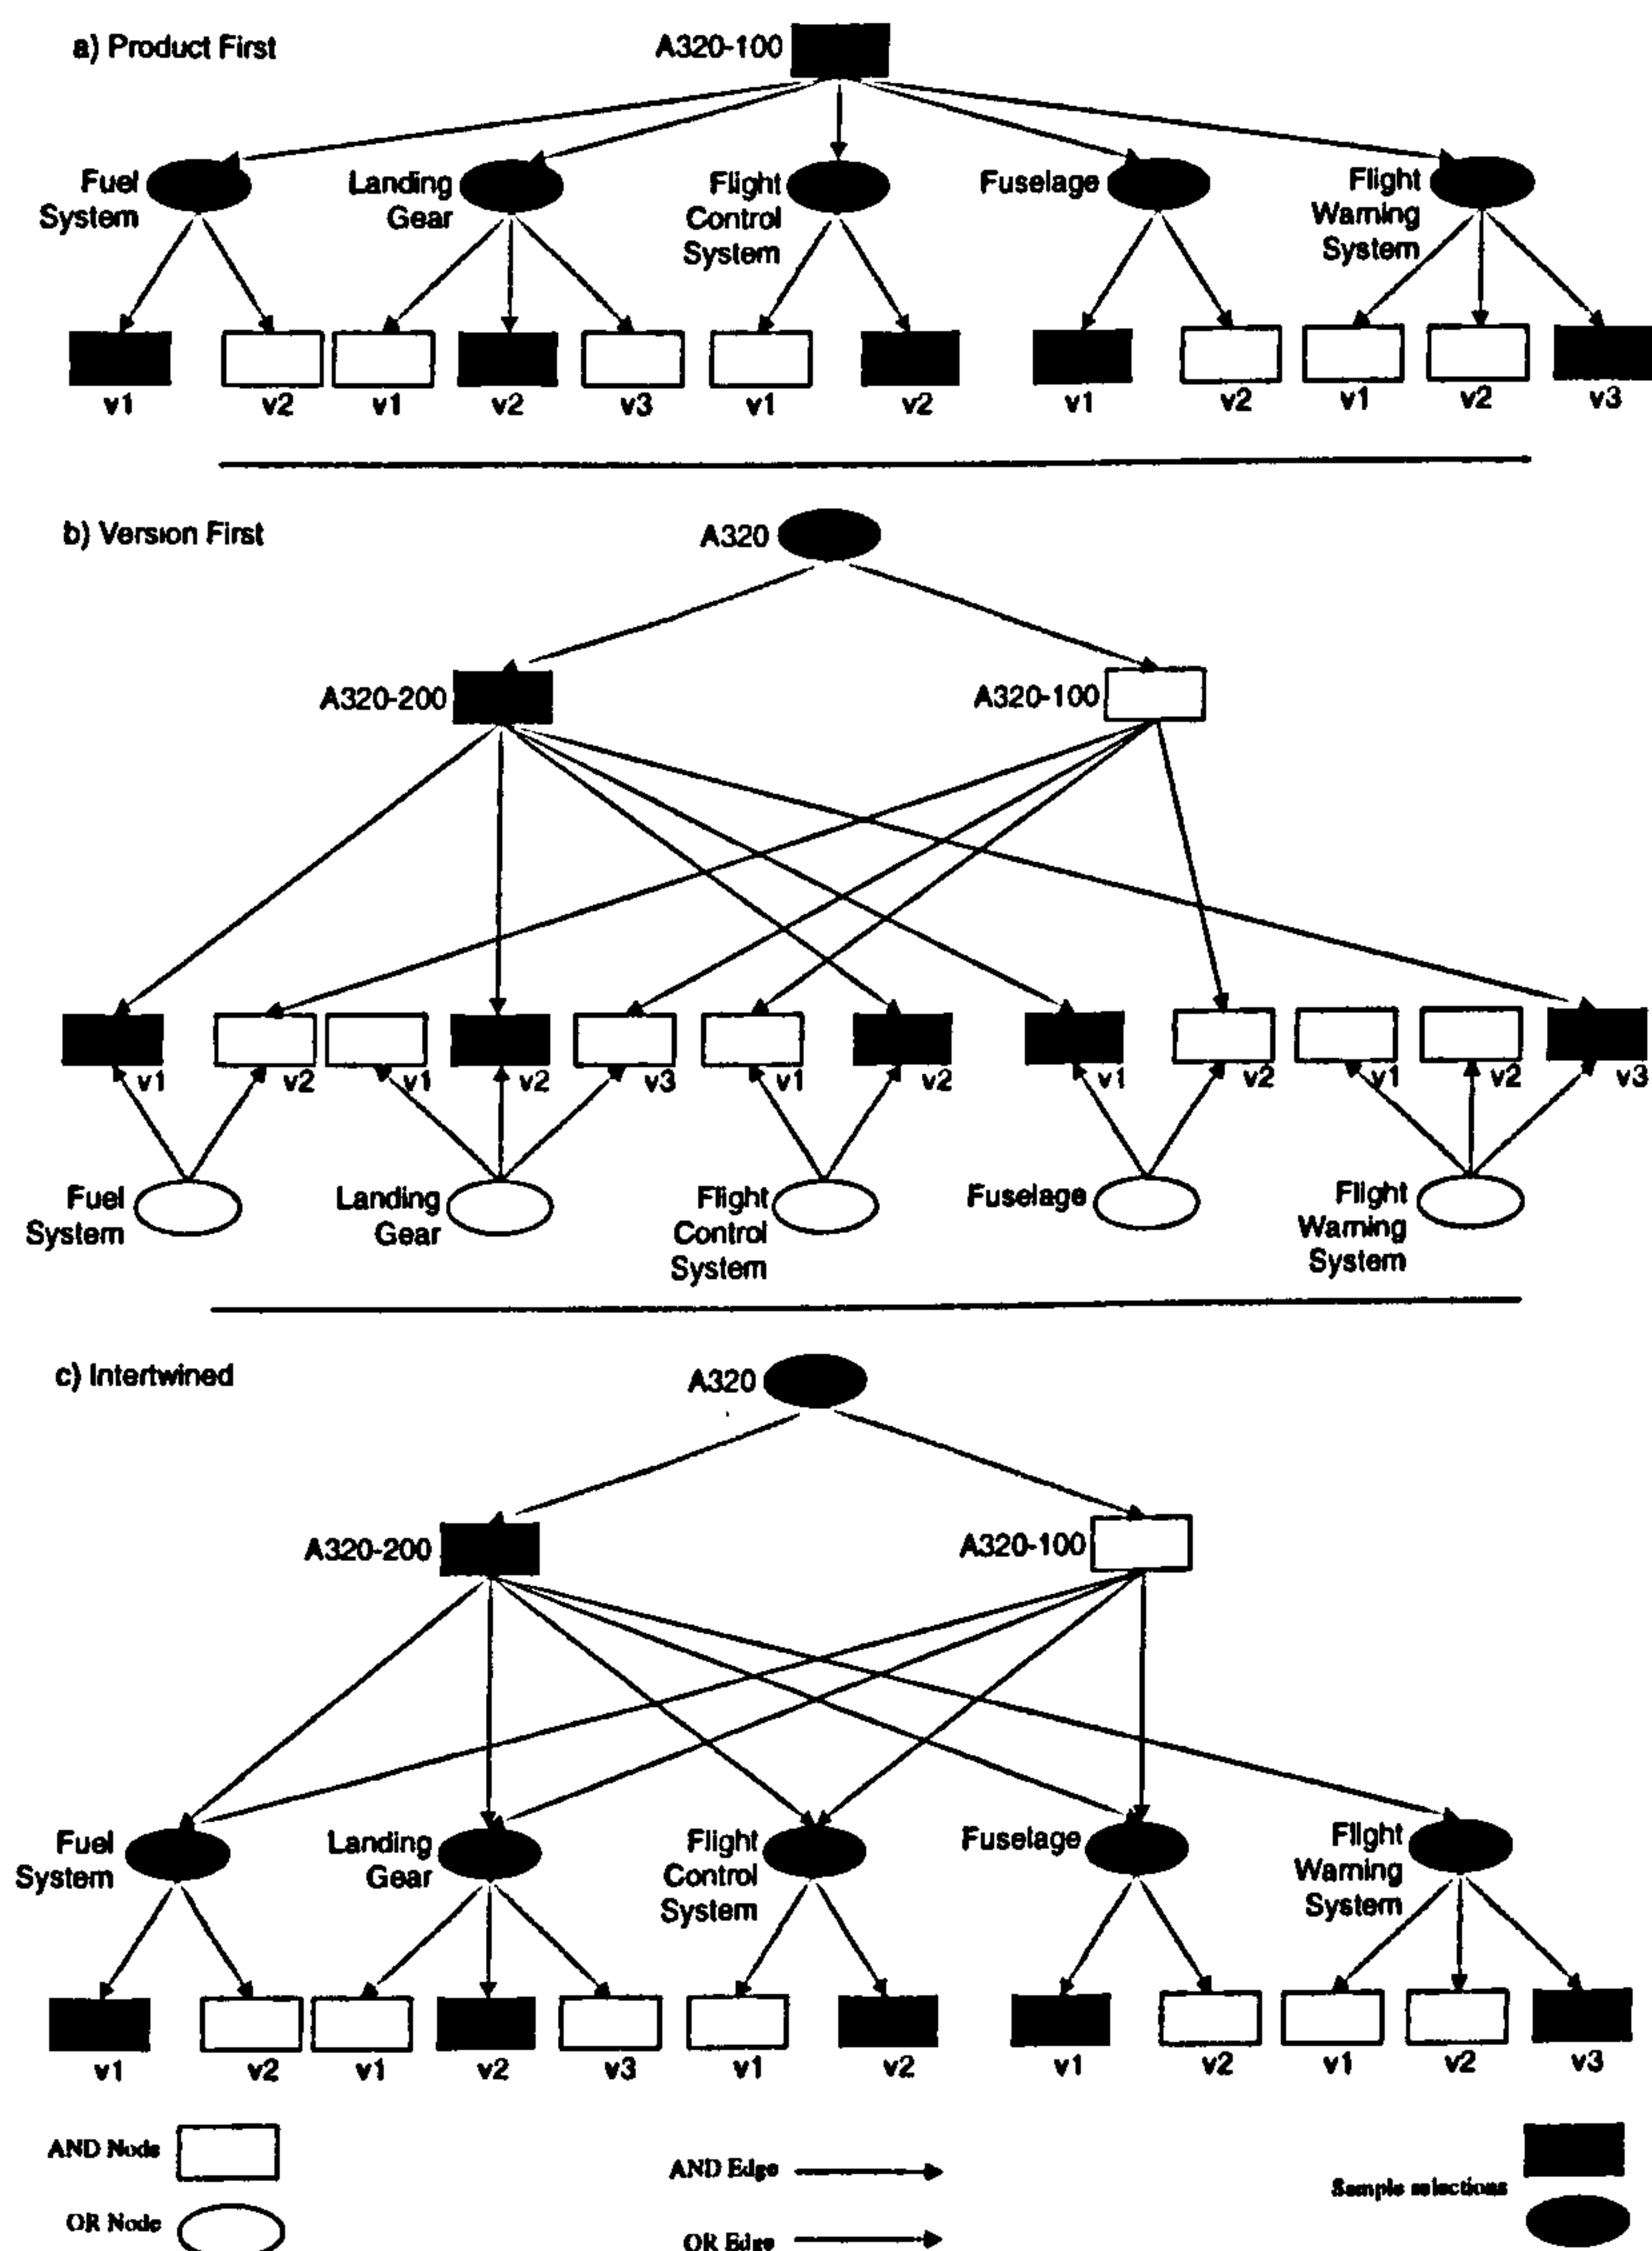 a) Product First
A320-100
Fuel
System
Landing
Gear
Flight
Control
System
Fuselage
Flight
Warning
System
v1 v2 v1 v2 v3 v1 v2 v1 v2 v1 v2 v3
b) Version First
A320
A320-200
A320-100
v1 v2 v1 v2 v3 v1 v2 v1 v2 v1 v2 v3
Fuel
System
Landing
Gear
Flight
Control
System
Fuselage
Flight
Warning
System
c) Intertwined
A320
A320-200
A320-100
Fuel
System
Landing
Gear
Flight
Control
System
Fuselage
Flight
Warning
System
v1 v2 v1 v2 v3 v1 v2 v1 v2 v1 v2 v3
AND Node
AND Edge
Sample selections
OR Node
OR Edge